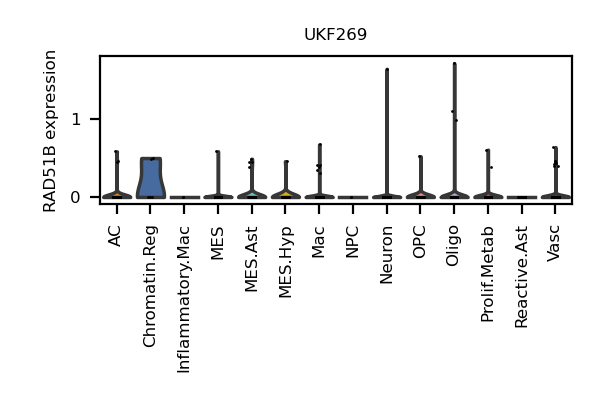 UKF269
RAD51B expression
1
0
AC
Chromatin.Reg
Inflammatory.Mac
MES
MES.Ast
MES.Hyp
Mac
NPC
Neuron
OPC
Oligo
Prolif.Metab
Reactive.Ast
Vasc